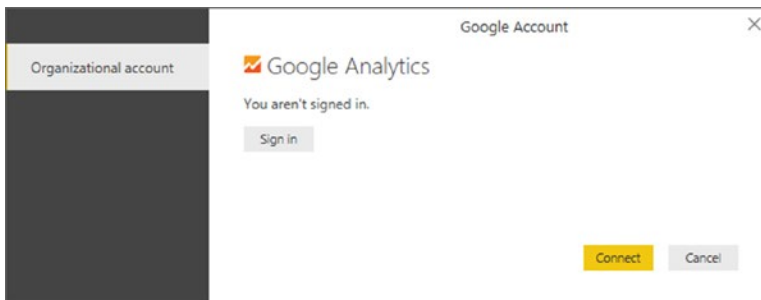 Google Account
Organizational account
Google Analytics
You aren't signed in.
Sign in
Connect
Cancel